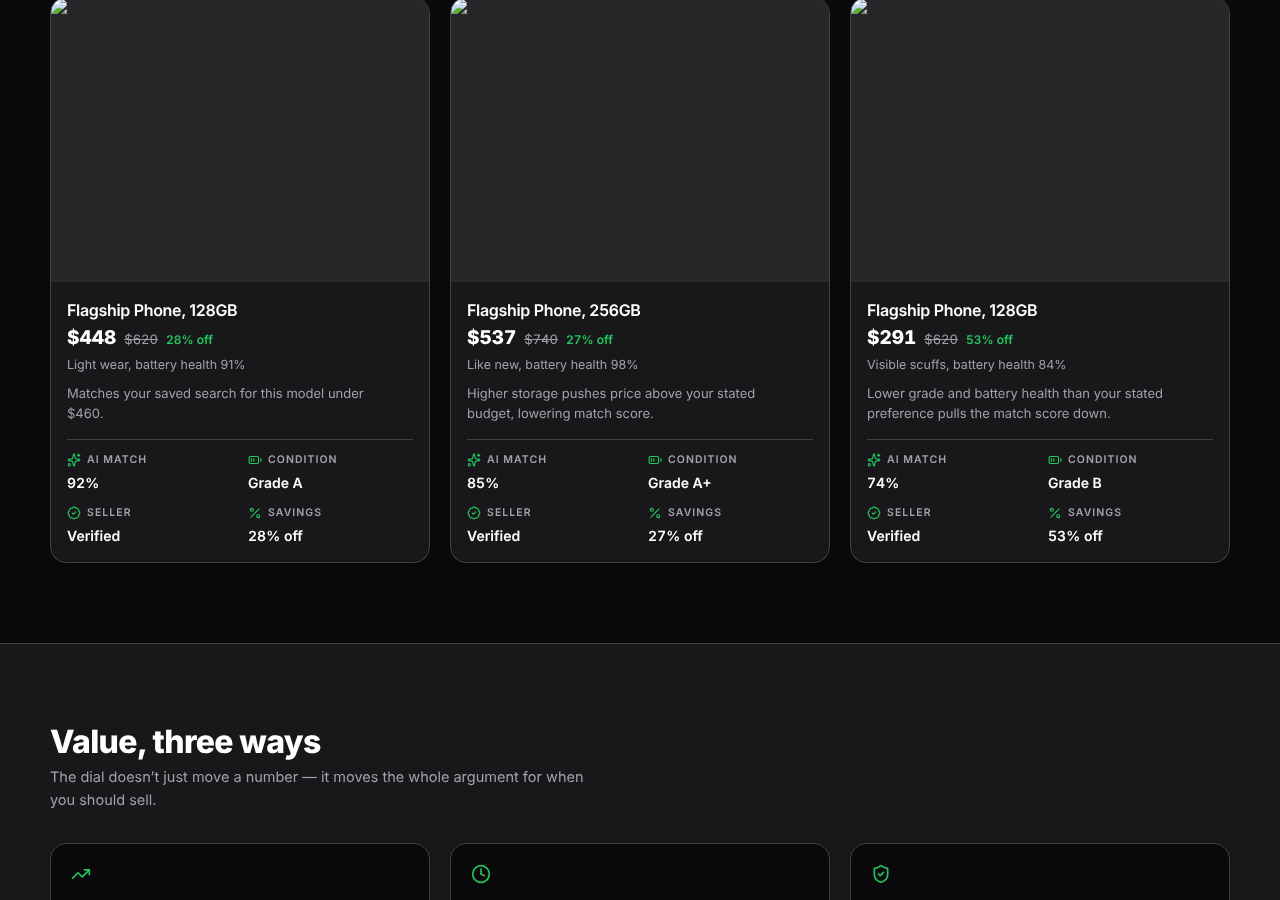 Flagship Phone, 128GB
$448 $620 28% off
Light wear, battery health 91%
Matches your saved search for this model under
$460.
AI MATCH
92%
CONDITION
Grade A
SELLER
Verified
SAVINGS
28% off
Flagship Phone, 256GB
$537 $740 27% off
Like new, battery health 98%
Higher storage pushes price above your stated
budget, lowering match score.
AI MATCH
85%
CONDITION
Grade A+
SELLER
Verified
SAVINGS
27% off
Flagship Phone, 128GB
$291 $620 53% off
Visible scuffs, battery health 84%
Lower grade and battery health than your stated
preference pulls the match score down.
AI MATCH
74%
CONDITION
Grade B
SELLER
Verified
SAVINGS
53% off
Value, three ways
The dial doesn’t just move a number — it moves the whole argument for when
you should sell.